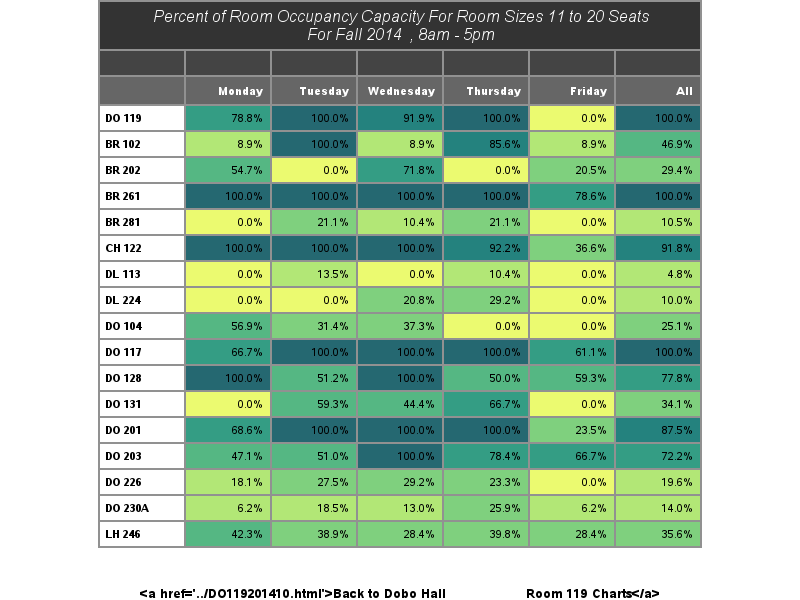 Percent of Room Occupancy Capacity For Room Sizes 11 to 20 Seats
For Fall 2014 , 8am - 5pm
Monday Tuesday Wednesday Thursday Friday All
DO 119 78.8% 100.0% 91.9% 100.0% 0.0% 100.0%
BR 102 8.9% 100.0% 8.9% 85.6% 8.9% 46.9%
BR 202 54.7% 0.0% 71.8% 0.0% 20.5% 29.4%
BR 261 100.0% 100.0% 100.0% 100.0% 78.6% 100.0%
BR 281 0.0% 21.1% 10.4% 21.1% 0.0% 10.5%
CH 122 100.0% 100.0% 100.0% 92.2% 36.6% 91.8%
DL 113 0.0% 13.5% 0.0% 10.4% 0.0% 4.8%
DL 224 0.0% 0.0% 20.8% 29.2% 0.0% 10.0%
DO 104 56.9% 31.4% 37.3% 0.0% 0.0% 25.1%
DO 117 66.7% 100.0% 100.0% 100.0% 61.1% 100.0%
DO 128 100.0% 51.2% 100.0% 50.0% 59.3% 77.8%
DO 131 0.0% 59.3% 44.4% 66.7% 0.0% 34.1%
DO 201 68.6% 100.0% 100.0% 100.0% 23.5% 87.5%
DO 203 47.1% 51.0% 100.0% 78.4% 66.7% 72.2%
DO 226 18.1% 27.5% 29.2% 23.3% 0.0% 19.6%
DO 230A 6.2% 18.5% 13.0% 25.9% 6.2% 14.0%
LH 246 42.3% 38.9% 28.4% 39.8% 28.4% 35.6%
<a href='../DO119201410.html'>Back to Dobo Hall Room 119 Charts</a>